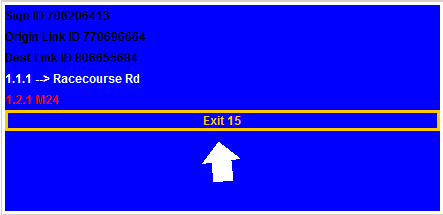 Sign ID 706206413
Origin Link ID 770696664
Dest Link ID 806655684
1.1.1 --> Racecourse Rd
1.2.1 M24
Exit 15